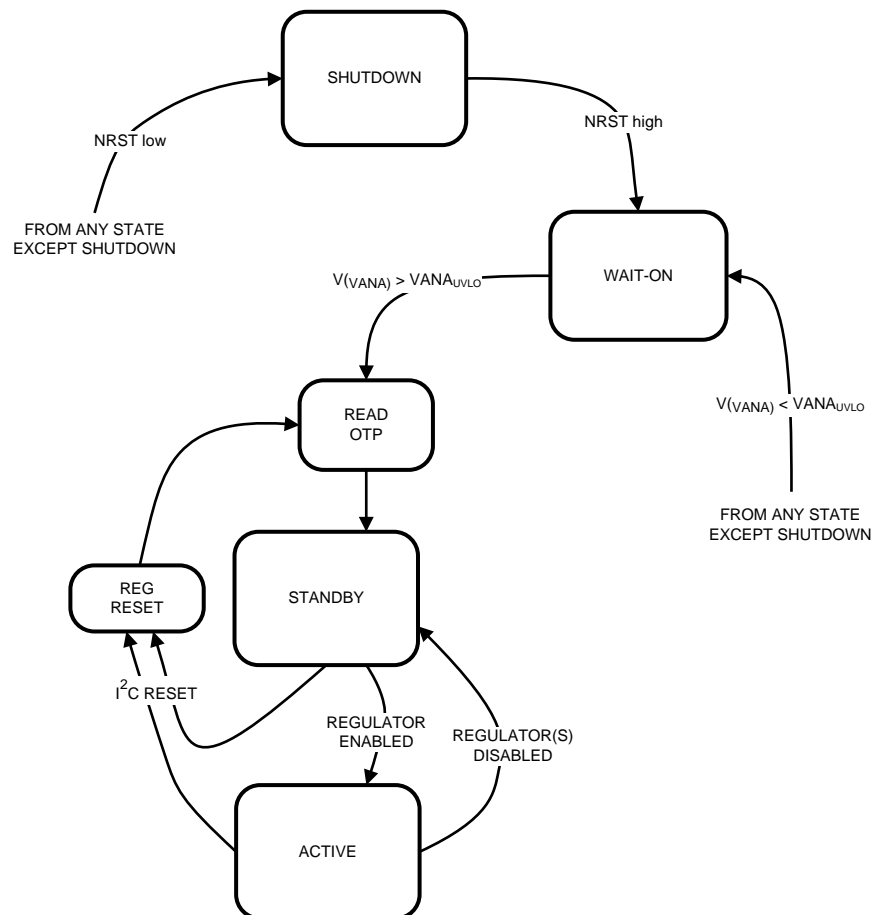 SHUTDOWN
NRST low
NRST high
FROM ANY STATE
EXCEPT SHUTDOWN
WAIT-ON
V(VANA) > VANAUVLO
READ
OTP
V(VANA) < VANAUVLO
FROM ANY STATE
EXCEPT SHUTDOWN
REG
RESET
STANDBY
I2C RESET
REGULATOR
ENABLED
REGULATOR(S)
DISABLED
ACTIVE